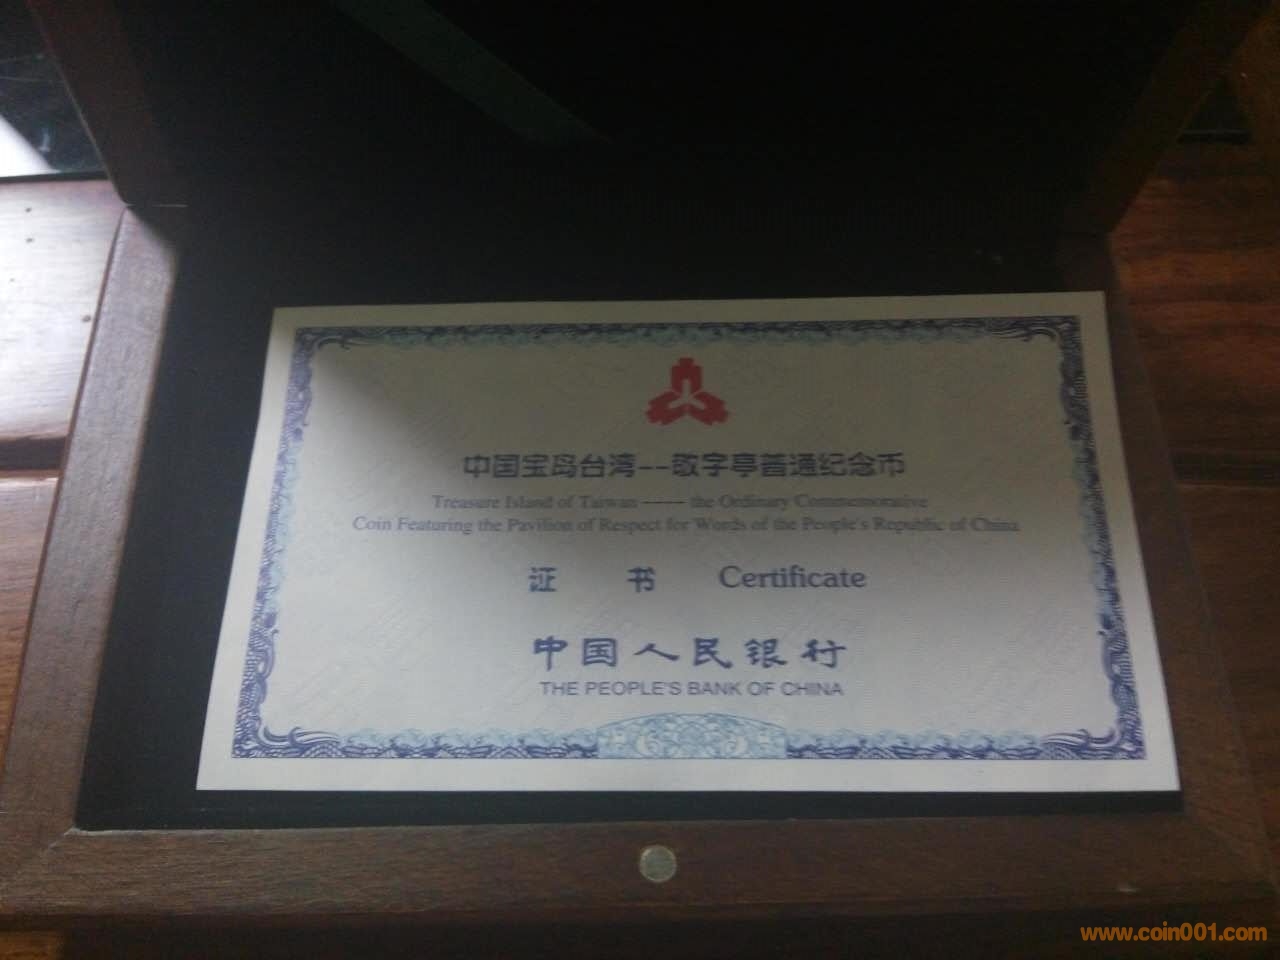 中国宝岛台湾--敬字亭普通纪念币
Treasure Island of Taiwan —— the Ordinary Commemorative
Coin Featuring the Pavilion of Respect for Words of the People's Republic of China
证 书 Certificate
中国人民银行
THE PEOPLE'S BANK OF CHINA
www.coin001.com